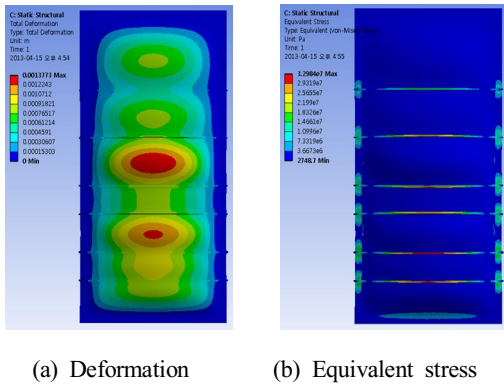 C: Static Structural
Total Deformation
Type: Total Deformation
Unit: m
Time: 1
2013-04-15 오후 4:54
0.0013773 Max
0.0012243
0.0010712
0.00091821
0.00076517
0.00061214
0.0004591
0.00030607
0.00015303
0 Min
C: Static Structural
Equivalent Stress
Type: Equivalent (von-Mises)
Unit: Pa
Time: 1
2013-04-15 오후 4:55
3.2984e7 Max
2.9319e7
2.5655e7
2.199e7
1.8326e7
1.4661e7
1.0996e7
7.3319e6
3.6673e6
2748.7 Min
(a) Deformation
(b) Equivalent stress